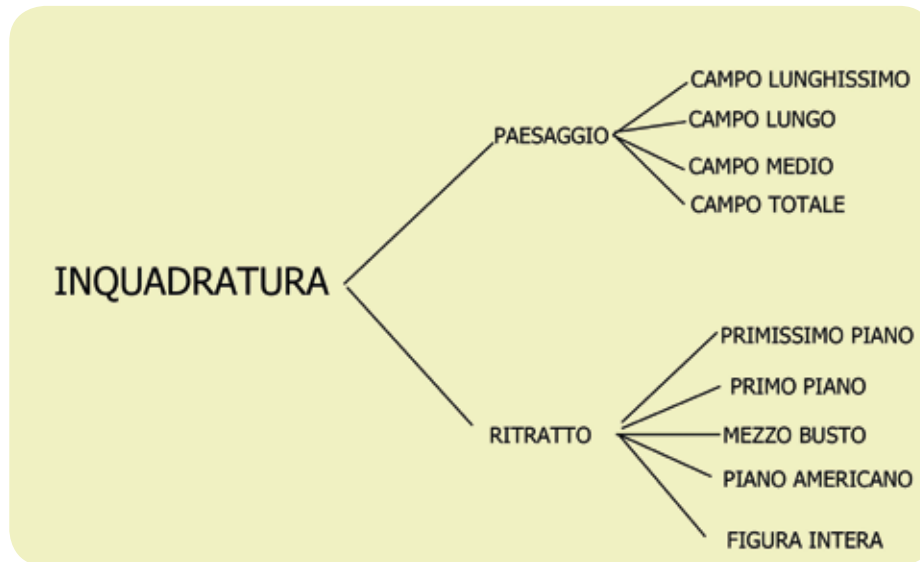 INQUADRATURA
PAESAGGIO
CAMPO LUNGHISSIMO
CAMPO LUNGO
CAMPO MEDIO
CAMPO TOTALE
RITRATTO
PRIMISSIMO PIANO
PRIMO PIANO
MEZZO BUSTO
PIANO AMERICANO
FIGURA INTERA